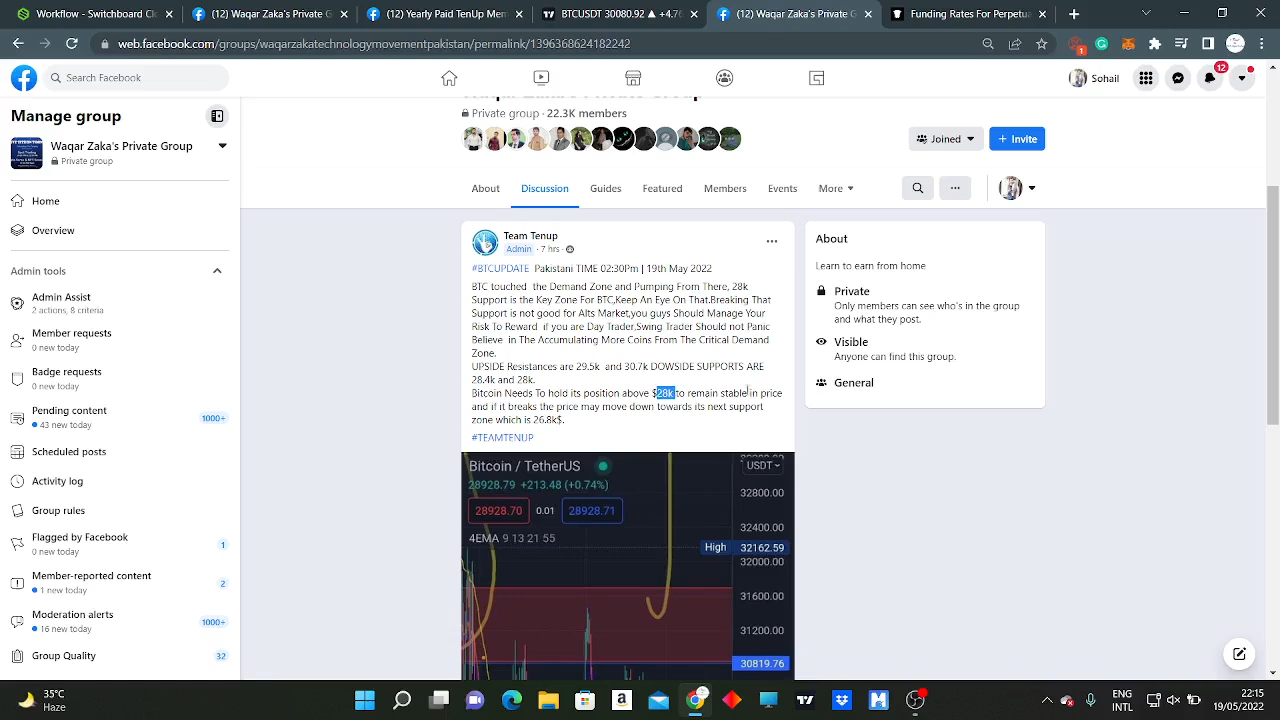 Workflow - Clockwise
(1) Waqar Zaka's Private G
(12) Yearly Paid Mem
BTCUSDT 30089.92 ▲ +4.76
(12) Waqar Zaka's Private G
Funding Rates For Perpetua
web.facebook.com/groups/waqarzakatechnologymovementpakistan/permalink/139636862418242
1
Search Facebook
Sohail
12
Manage group
Waqar Zaka's Private Group
Private group
Home
Overview
Admin tools
Admin Assist
2 actions, 8 criteria
Member requests
0 new today
Badge requests
0 new today
Pending content
43 new today
1000+
Scheduled posts
Activity log
Group rules
Flagged by Facebook
0 new today
1
Member-reported content
1 new today
2
Moderation alerts
16 new today
1000+
Group Quality
32
Private group · 22.3K members
Joined
+ Invite
About
Discussion
Guides
Featured
Members
Events
More
Team Tenup
Admin · 7 hrs ·
#BTCUPDATE Pakistani TIME 02:30Pm | 19th May 2022
BTC touched the Demand Zone and Pumping From There, 28k
Support is the Key Zone For BTC,Keep An Eye On That.Breaking That
Support is not good for Alts Market,you guys Should Manage Your
Risk To Reward if you are Day Trader,Swing Trader Should not Panic
Believe in The Accumulating More Coins From The Critical Demand
Zone.
UPSIDE Resistances are 29.5k and 30.7k DOWSIDE SUPPORTS ARE
28.4k and 28k.
Bitcoin Needs To hold its position above $28k to remain stable in price
and if it breaks the price may move down towards its next support
zone which is 26.8k$.
#TEAMTENUP
Bitcoin / TetherUS
28928.79 +213.48 (+0.74%)
28928.70
0.01
28928.71
4EMA 9 13 21 55
USDT
32800.00
32400.00
High 32162.59
32000.00
31600.00
31200.00
30819.76
About
Learn to earn from home
Private
Only members can see who's in the group
and what they post.
Visible
Anyone can find this group.
General
35°C
Haze
ENG
INTL
22:15
19/05/2022